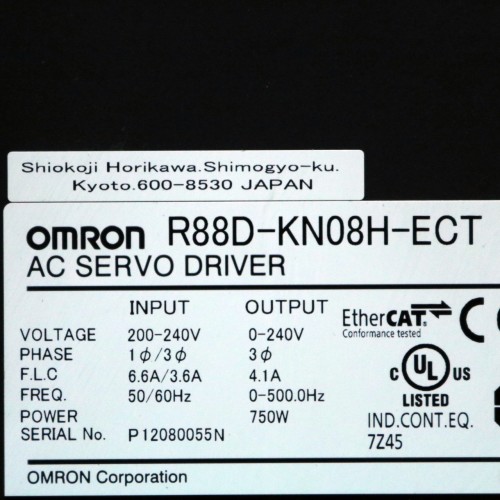 Shiokoji Horikawa.Shimogyo-ku.
Kyoto.600-8530 JAPAN
OMRON R88D-KN08H-ECT
AC SERVO DRIVER
INPUT OUTPUT
VOLTAGE 200-240V 0-240V
PHASE 1φ/3φ 3φ
F.L.C 6.6A/3.6A 4.1A
FREQ. 50/60Hz 0-500.0Hz
POWER 750W
SERIAL No. P12080055N
EtherCAT®
Conformance tested
CE
C UL® US
LISTED
IND.CONT.EQ.
7Z45
OMRON Corporation